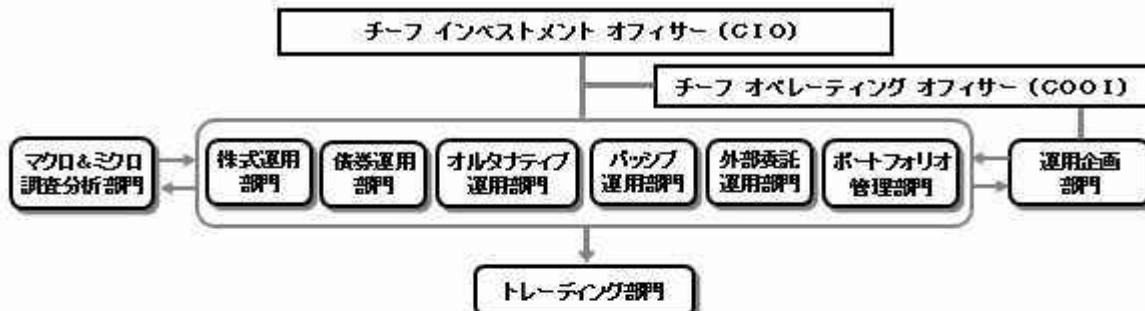 チーフ インベストメント オフィサー（ＣＩＯ）
チーフ オペレーティング オフィサー（ＣＯＯＩ）
マクロ＆ミクロ
調査分析部門
株式運用
部門
債券運用
部門
オルタナティブ
運用部門
パッシブ
運用部門
外部委託
運用部門
ポートフォリオ
管理部門
運用企画
部門
トレーディング部門